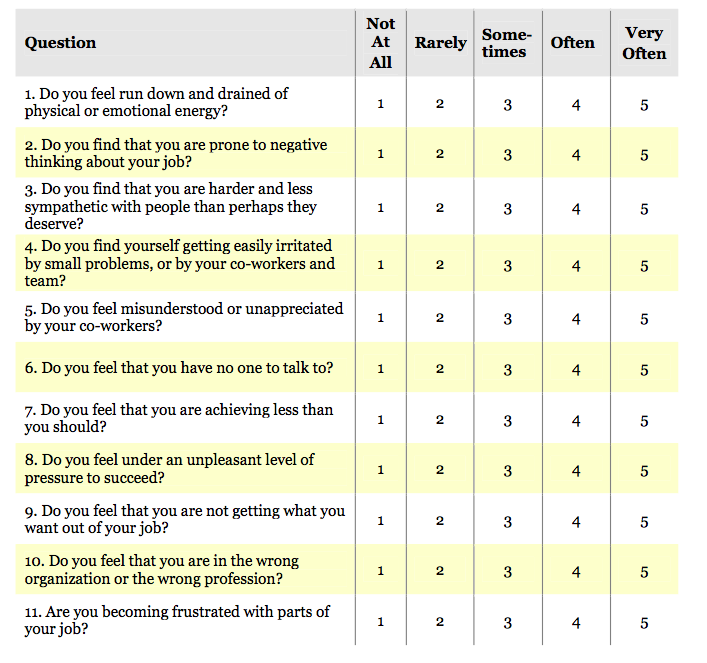 Question Not At All Rarely Some-times Often Very Often
1. Do you feel run down and drained of
physical or emotional energy? 1 2 3 4 5
2. Do you find that you are prone to negative
thinking about your job? 1 2 3 4 5
3. Do you find that you are harder and less
sympathetic with people than perhaps they
deserve? 1 2 3 4 5
4. Do you find yourself getting easily irritated
by small problems, or by your co-workers and
team? 1 2 3 4 5
5. Do you feel misunderstood or unappreciated
by your co-workers? 1 2 3 4 5
6. Do you feel that you have no one to talk to? 1 2 3 4 5
7. Do you feel that you are achieving less than
you should? 1 2 3 4 5
8. Do you feel under an unpleasant level of
pressure to succeed? 1 2 3 4 5
9. Do you feel that you are not getting what you
want out of your job? 1 2 3 4 5
10. Do you feel that you are in the wrong
organization or the wrong profession? 1 2 3 4 5
11. Are you becoming frustrated with parts of
your job? 1 2 3 4 5